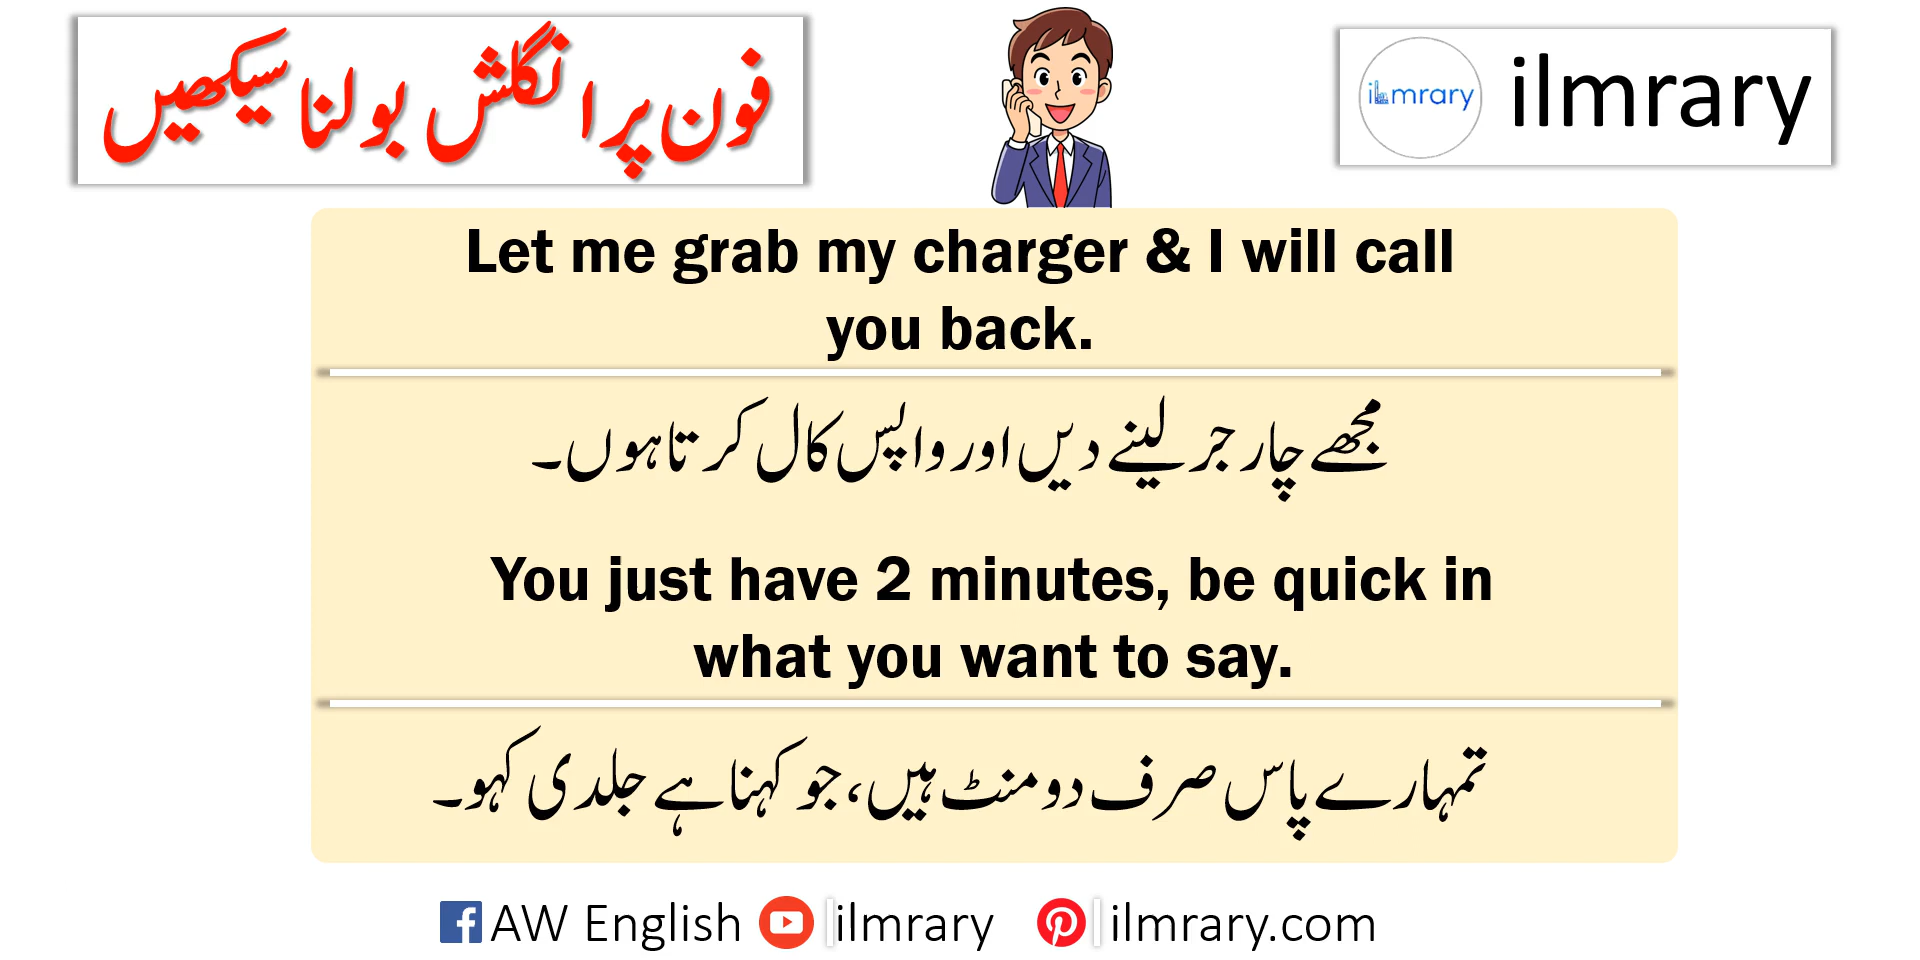 فون پر انگلش بولنا سیکھیں
ilmrary
ilmrary
Let me grab my charger & I will call
you back.
مجھے چارجر لینے دیں اور واپس کال کرتا ہوں۔
You just have 2 minutes, be quick in
what you want to say.
تمہارے پاس صرف دو منٹ ہیں، جو کہنا ہے جلدی کہو۔
AW English ilmrary ilmrary.com